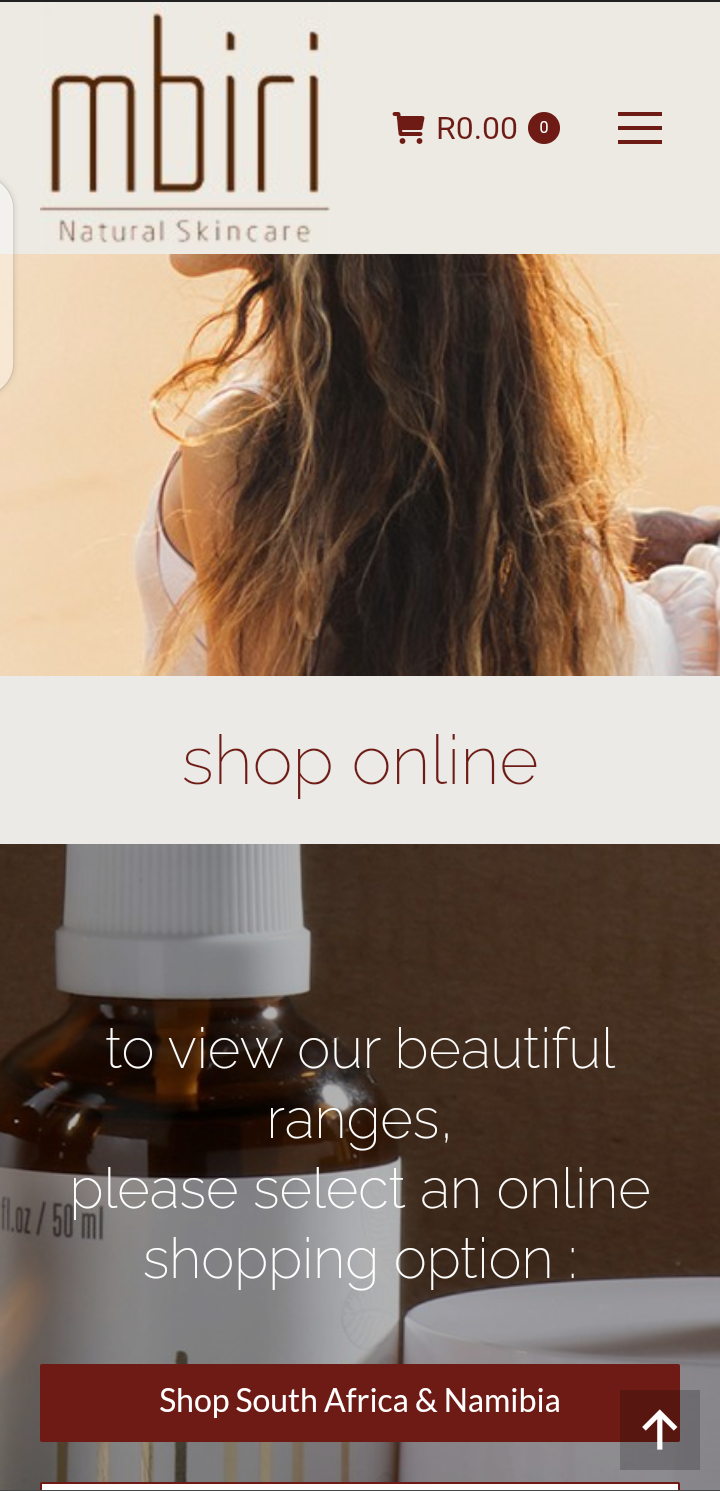 mbiri
Natural Skincare
R0.00 0
shop online
to view our beautiful
ranges,
please select an online
shopping option :
fl.oz / 50 ml
Shop South Africa & Namibia